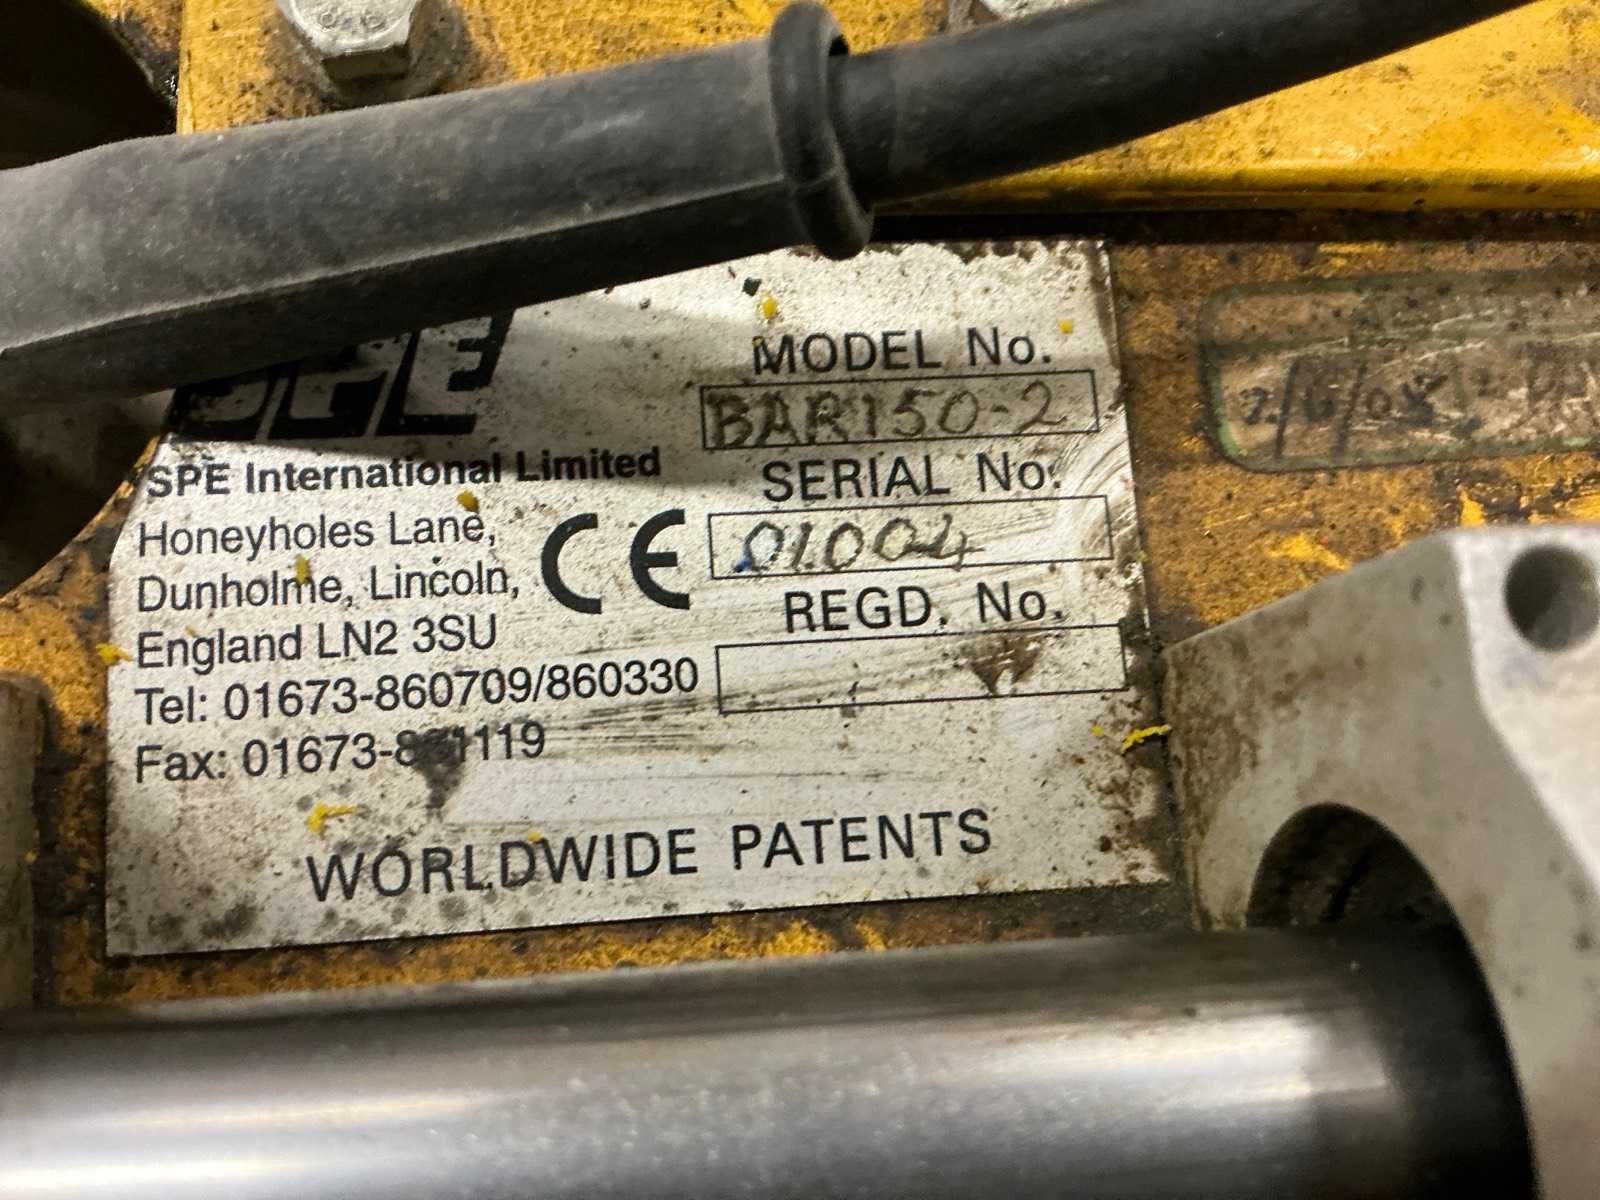 SPE
MODEL No.
BAR150-2
SPE International Limited
SERIAL No.
Honeyholes Lane,
CE
01004
Dunholme, Lincoln,
REGD. No.
England LN2 3SU
Tel: 01673-860709/860330
Fax:
WORLDWIDE PATENTS